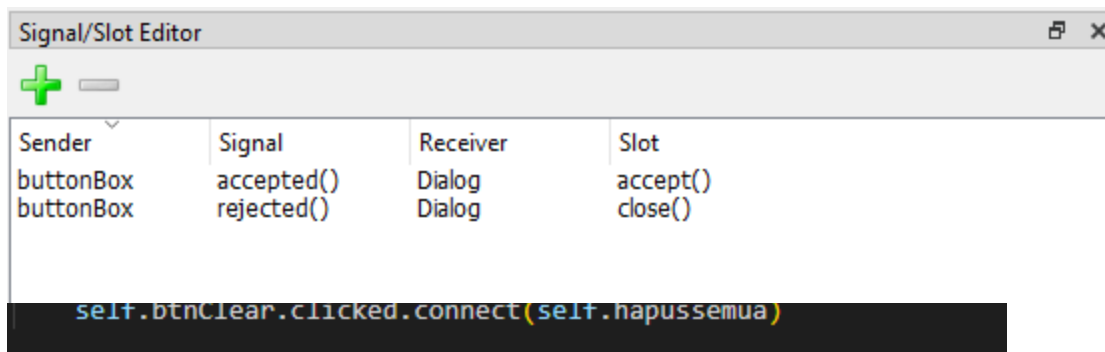 Signal/Slot Editor
Sender Signal Receiver Slot
buttonBox accepted() Dialog accept()
buttonBox rejected() Dialog close()
self.btnClear.clicked.connect(self.hapussemua)